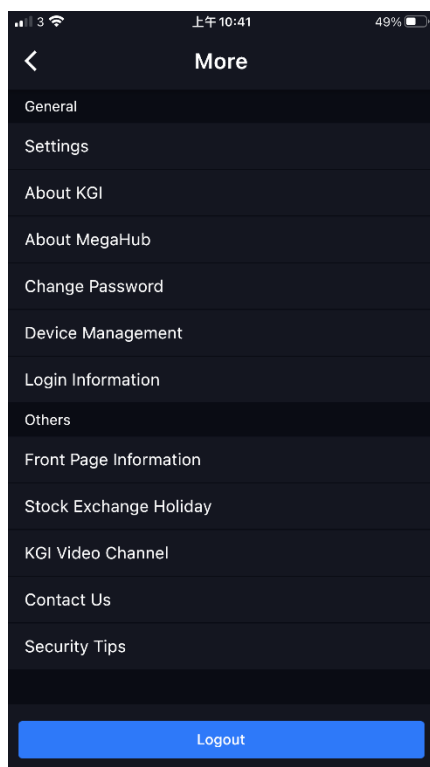 3 上午10:41 49%
More
General
Settings
About KGI
About MegaHub
Change Password
Device Management
Login Information
Others
Front Page Information
Stock Exchange Holiday
KGI Video Channel
Contact Us
Security Tips
Logout